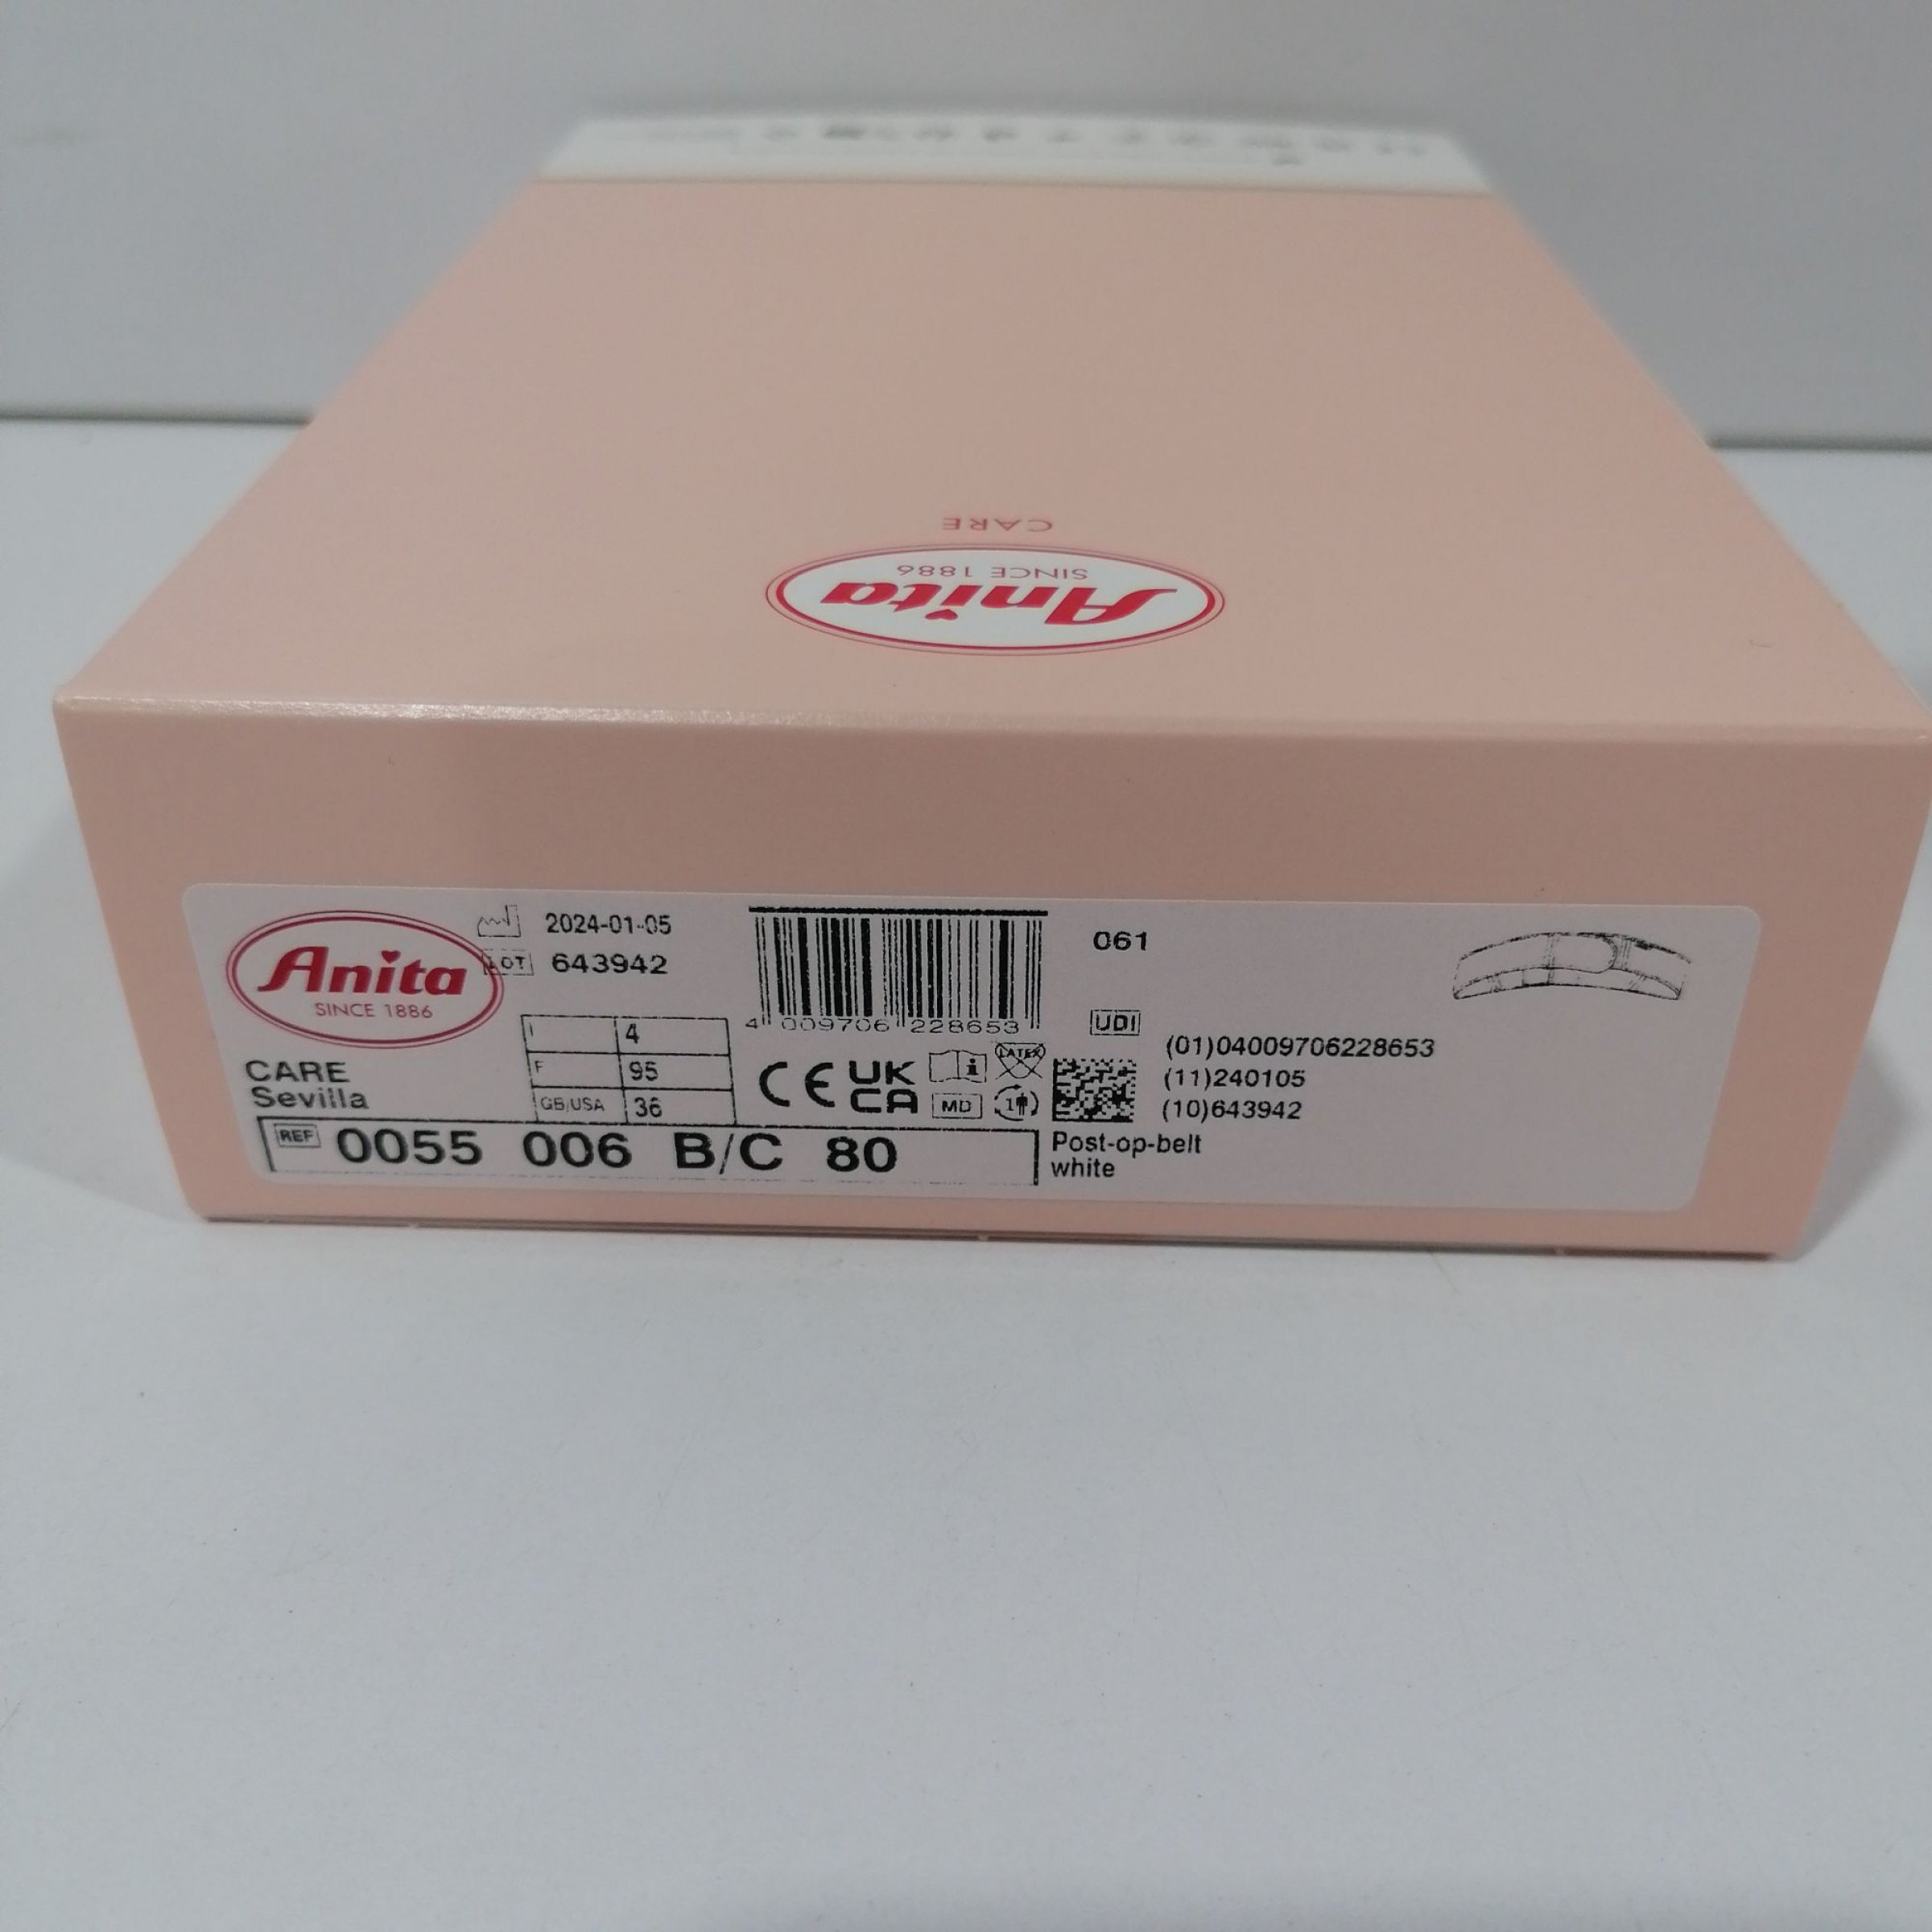 CARE
Anita
SINCE 1886
Anita
SINCE 1886
CARE
Sevilla
2024-01-05
LOT 643942
I 4
F 95
GB/USA 36
REF 0055 006 B/C 80
4 009706 228653
CE UK CA MD
LATEX
1
061
UDI
(01)04009706228653
(11)240105
(10)643942
Post-op-belt
white